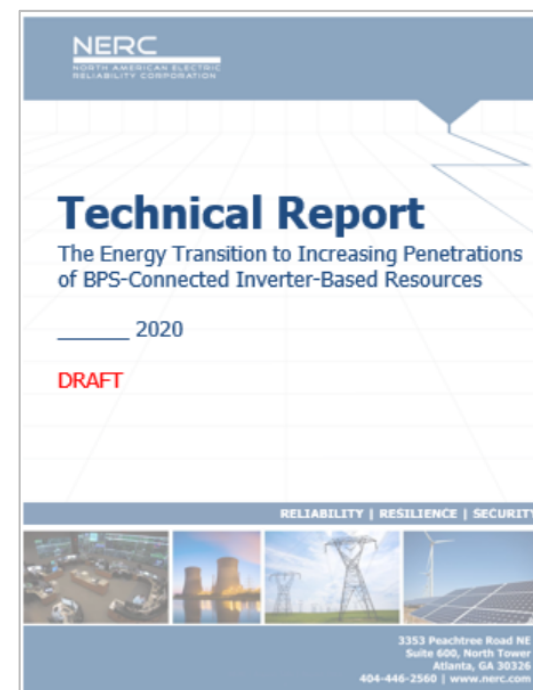 NERC
NORTH AMERICAN ELECTRIC
RELIABILITY CORPORATION
Technical Report
The Energy Transition to Increasing Penetrations
of BPS-Connected Inverter-Based Resources
______ 2020
DRAFT
RELIABILITY | RESILIENCE | SECURITY
3353 Peachtree Road NE
Suite 600, North Tower
Atlanta, GA 30326
404-446-2560 | www.nerc.com